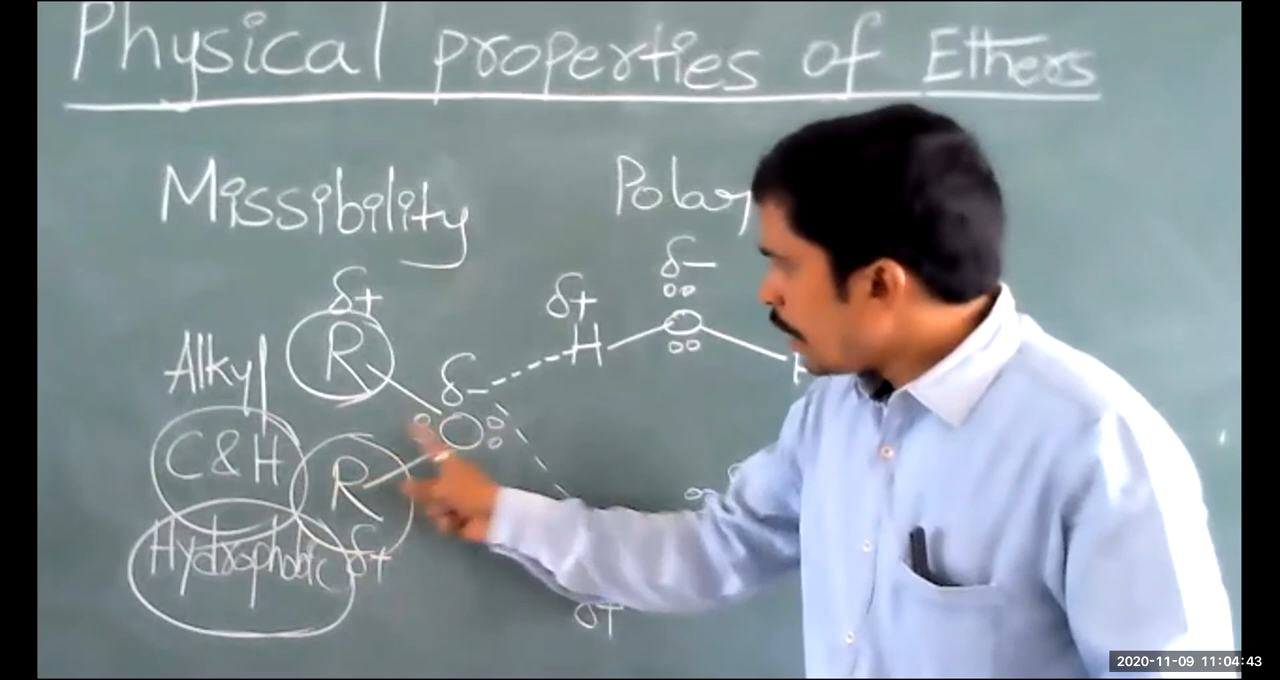 Physical properties of Ethers
Missibility
Polar
δ-
δ+
δ+
R
H
O
Alkyl
δ-
O
C & H
R
Hydrophobic
δ+
δ+
2020-11-09 11:04:43